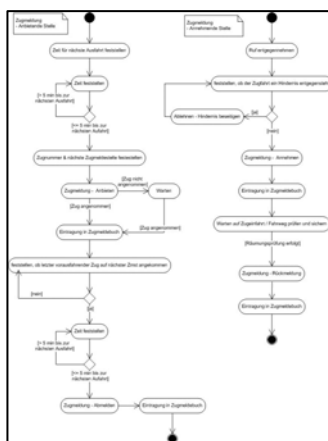 Zugmeldung
- Anbietende Stelle
Zeit für nächste Ausfahrt feststellen
Zeit feststellen
[> 5 min bis zur
nächsten Ausfahrt]
[<= 5 min bis zur nächsten Ausfahrt]
Zugnummer & nächste Zugmeldestelle feststellen
Zugmeldung - Anbieten
[Zug nicht
angenommen]
Warten
[Zug angenommen]
[Zug angenommen]
Eintragung in Zugmeldebuch
feststellen, ob letzter vorausfahrender Zug auf nächster Zmst angekommen
[nein]
[ja]
Zeit feststellen
[> 5 min bis zur
nächsten Ausfahrt]
[<= 5 min bis zur
nächsten Ausfahrt]
Zugmeldung - Abmelden
Eintragung in Zugmeldebuch
Zugmeldung
- Annehmende Stelle
Ruf entgegennehmen
feststellen, ob der Zugfahrt ein Hindernis entgegensteht
Ablehnen - Hindernis beseitigen
[ja]
[nein]
Zugmeldung - Annehmen
Eintragung in Zugmeldebuch
Warten auf Zugeinfahrt / Fahrweg prüfen und sichern
[Räumungsprüfung erfolgt]
Zugmeldung - Rückmeldung
Eintragung in Zugmeldebuch